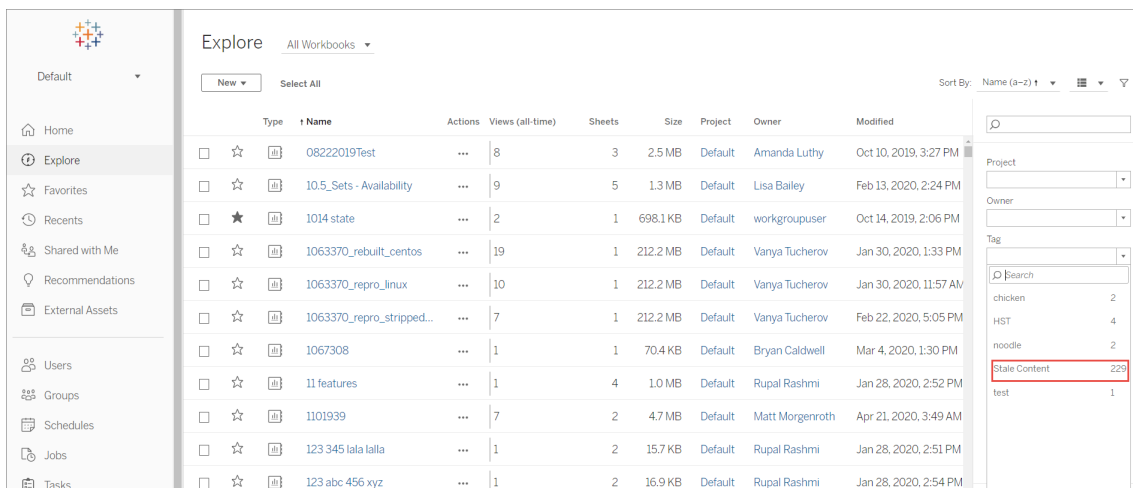 Default
Home
Explore
Favorites
Recents
Shared with Me
Recommendations
External Assets
Users
Groups
Schedules
Jobs
Tasks
Explore All Workbooks
New Select All Sort By: Name (a–z) ↑
Type ↑ Name Actions Views (all-time) Sheets Size Project Owner Modified
08222019Test ... 8 3 2.5 MB Default Amanda Luthy Oct 10, 2019, 3:27 PM
10.5_Sets - Availability ... 9 5 1.3 MB Default Lisa Bailey Feb 13, 2020, 2:24 PM
1014 state ... 2 1 698.1 KB Default workgroupuser Oct 14, 2019, 2:06 PM
1063370_rebuilt_centos ... 19 1 212.2 MB Default Vanya Tucherov Jan 30, 2020, 1:33 PM
1063370_repro_linux ... 10 1 212.2 MB Default Vanya Tucherov Jan 30, 2020, 11:57 AM
1063370_repro_stripped... ... 7 1 212.2 MB Default Vanya Tucherov Feb 22, 2020, 5:05 PM
1067308 ... 1 1 70.4 KB Default Bryan Caldwell Mar 4, 2020, 1:30 PM
11 features ... 1 4 1.0 MB Default Rupal Rashmi Jan 28, 2020, 2:52 PM
1101939 ... 7 2 4.7 MB Default Matt Morgenroth Apr 21, 2020, 3:49 AM
123 345 lala lalla ... 1 2 15.7 KB Default Rupal Rashmi Jan 28, 2020, 2:51 PM
123 abc 456 xyz ... 1 2 16.9 KB Default Rupal Rashmi Jan 28, 2020, 2:54 PM
Project
Owner
Tag
Search
chicken 2
HST 4
noodle 2
Stale Content 229
test 1